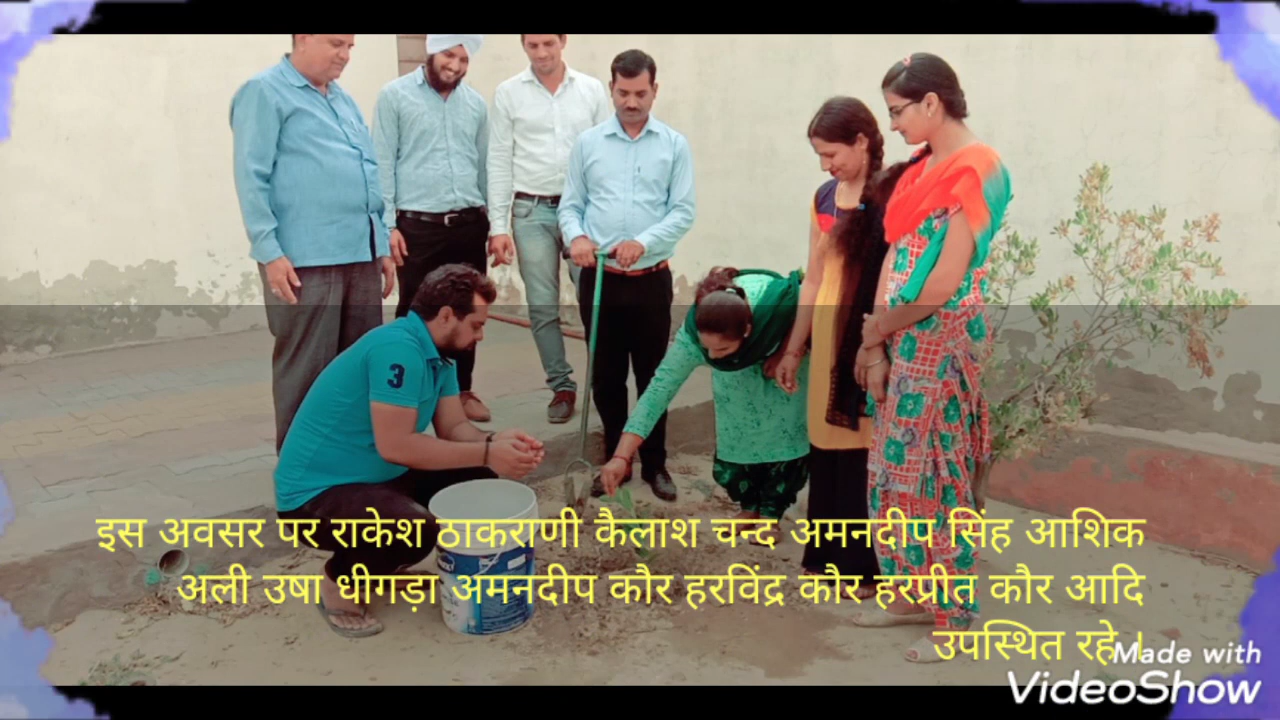 3
इस अवसर पर राकेश ठाकराणी कैलाश चन्द अमनदीप सिंह आशिक
अली उषा धीगड़ा अमनदीप कौर हरविंद्र कौर हरप्रीत कौर आदि
उपस्थित रहे ।
Made with
VideoShow